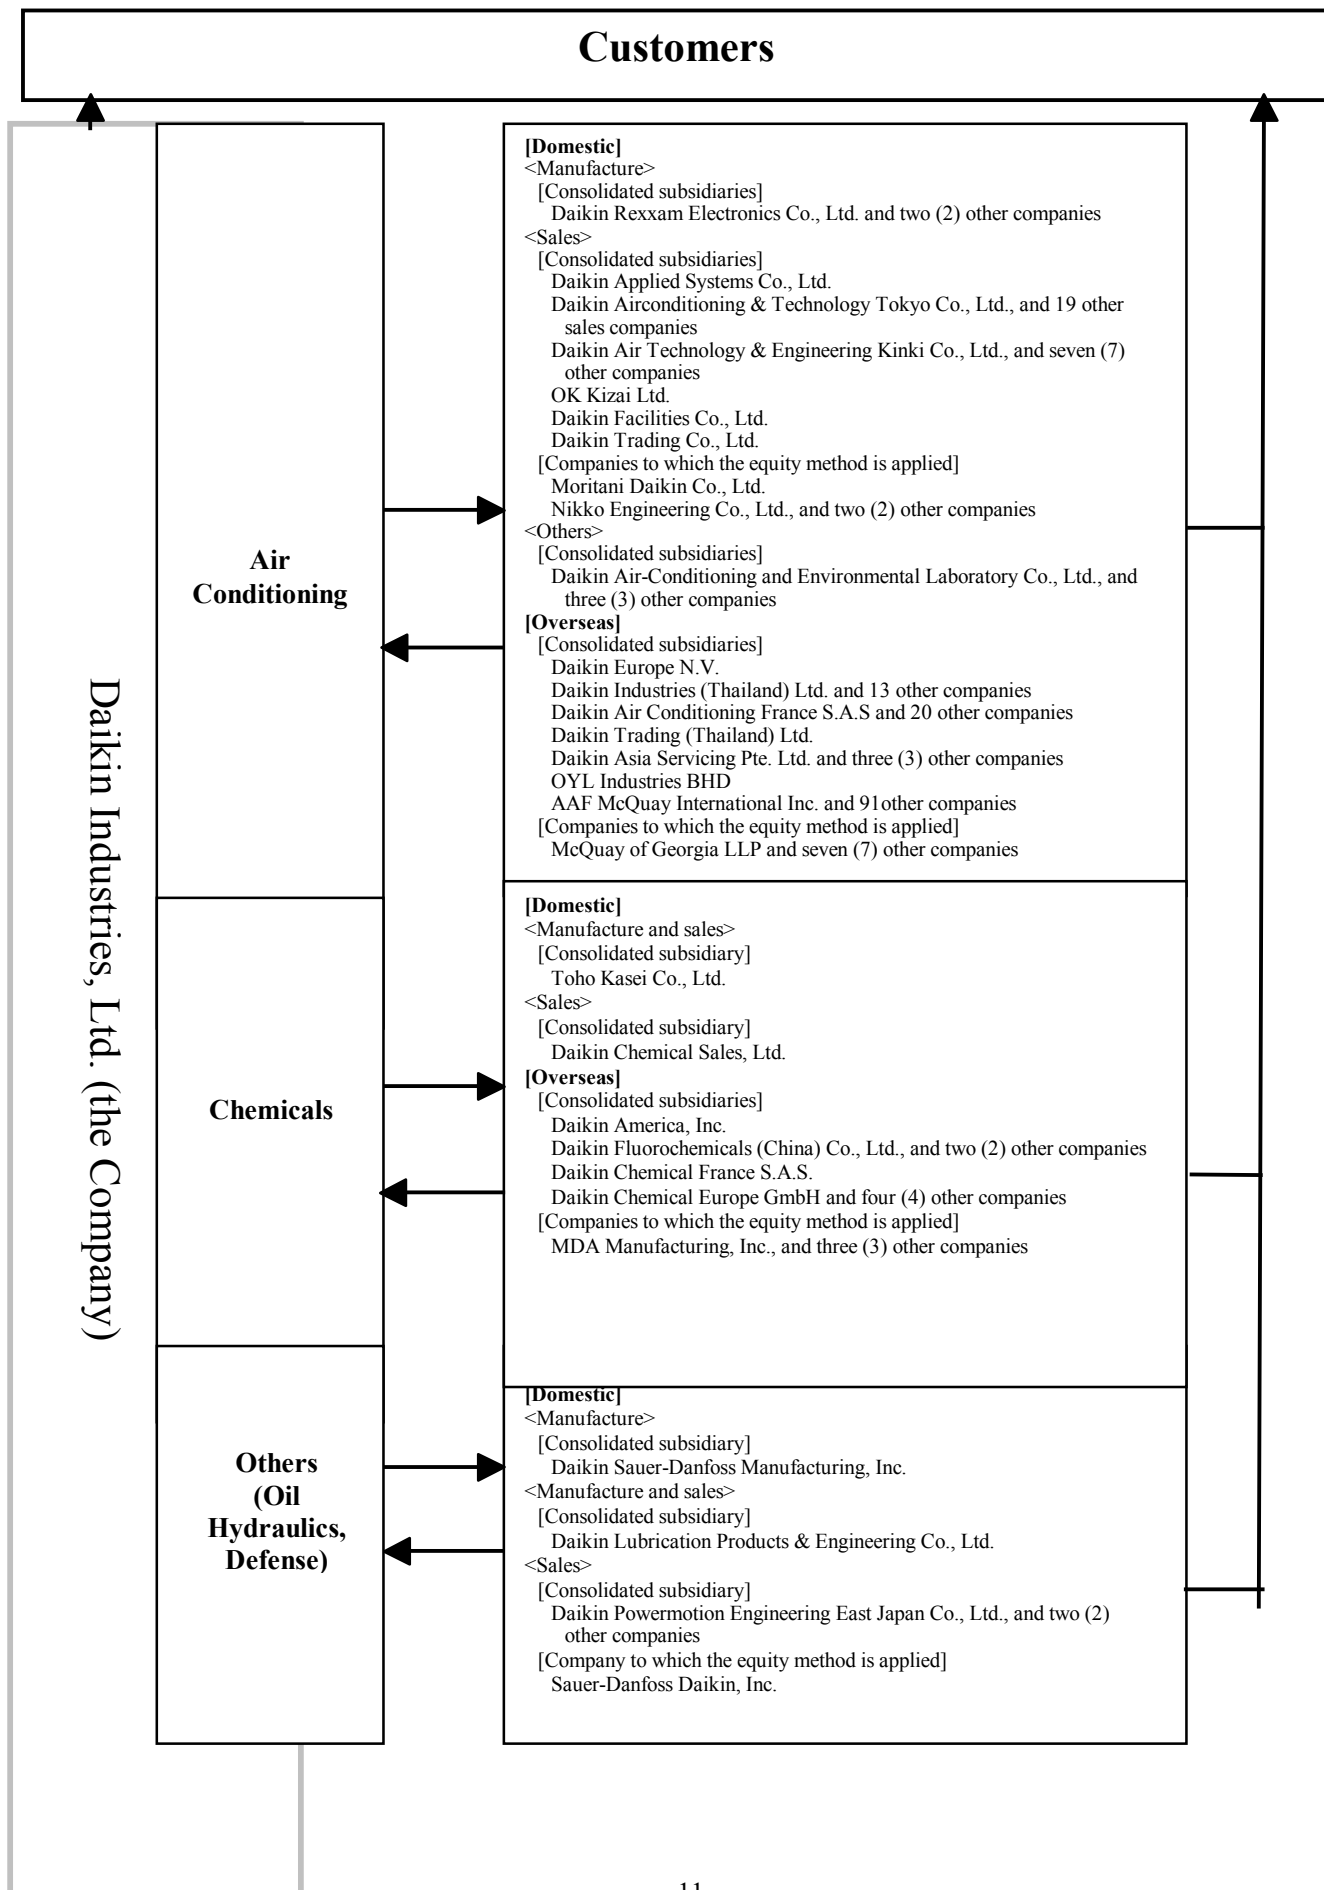 Customers
Daikin Industries, Ltd. (the Company)
Air
Conditioning
[Domestic]
<Manufacture>
[Consolidated subsidiaries]
Daikin Rexxam Electronics Co., Ltd. and two (2) other companies
<Sales>
[Consolidated subsidiaries]
Daikin Applied Systems Co., Ltd.
Daikin Airconditioning & Technology Tokyo Co., Ltd., and 19 other
sales companies
Daikin Air Technology & Engineering Kinki Co., Ltd., and seven (7)
other companies
OK Kizai Ltd.
Daikin Facilities Co., Ltd.
Daikin Trading Co., Ltd.
[Companies to which the equity method is applied]
Moritani Daikin Co., Ltd.
Nikko Engineering Co., Ltd., and two (2) other companies
<Others>
[Consolidated subsidiaries]
Daikin Air-Conditioning and Environmental Laboratory Co., Ltd., and
three (3) other companies
[Overseas]
[Consolidated subsidiaries]
Daikin Europe N.V.
Daikin Industries (Thailand) Ltd. and 13 other companies
Daikin Air Conditioning France S.A.S and 20 other companies
Daikin Trading (Thailand) Ltd.
Daikin Asia Servicing Pte. Ltd. and three (3) other companies
OYL Industries BHD
AAF McQuay International Inc. and 91other companies
[Companies to which the equity method is applied]
McQuay of Georgia LLP and seven (7) other companies
Chemicals
[Domestic]
<Manufacture and sales>
[Consolidated subsidiary]
Toho Kasei Co., Ltd.
<Sales>
[Consolidated subsidiary]
Daikin Chemical Sales, Ltd.
[Overseas]
[Consolidated subsidiaries]
Daikin America, Inc.
Daikin Fluorochemicals (China) Co., Ltd., and two (2) other companies
Daikin Chemical France S.A.S.
Daikin Chemical Europe GmbH and four (4) other companies
[Companies to which the equity method is applied]
MDA Manufacturing, Inc., and three (3) other companies
Others
(Oil
Hydraulics,
Defense)
[Domestic]
<Manufacture>
[Consolidated subsidiary]
Daikin Sauer-Danfoss Manufacturing, Inc.
<Manufacture and sales>
[Consolidated subsidiary]
Daikin Lubrication Products & Engineering Co., Ltd.
<Sales>
[Consolidated subsidiary]
Daikin Powermotion Engineering East Japan Co., Ltd., and two (2)
other companies
[Company to which the equity method is applied]
Sauer-Danfoss Daikin, Inc.
11